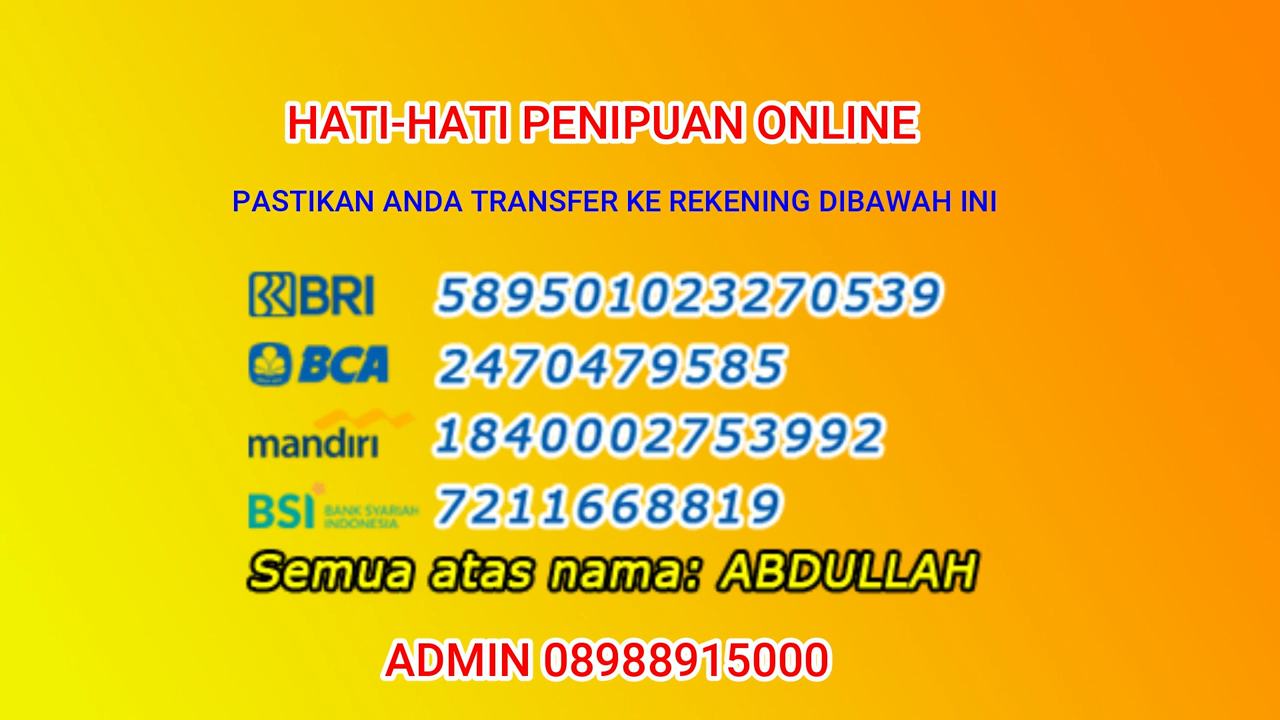 HATI-HATI PENIPUAN ONLINE
PASTIKAN ANDA TRANSFER KE REKENING DIBAWAH INI
BRI 589501023270539
BCA 2470479585
mandiri 1840002753992
BSI BANK SYARIAH INDONESIA 7211668819
Semua atas nama: ABDULLAH
ADMIN 08988915000